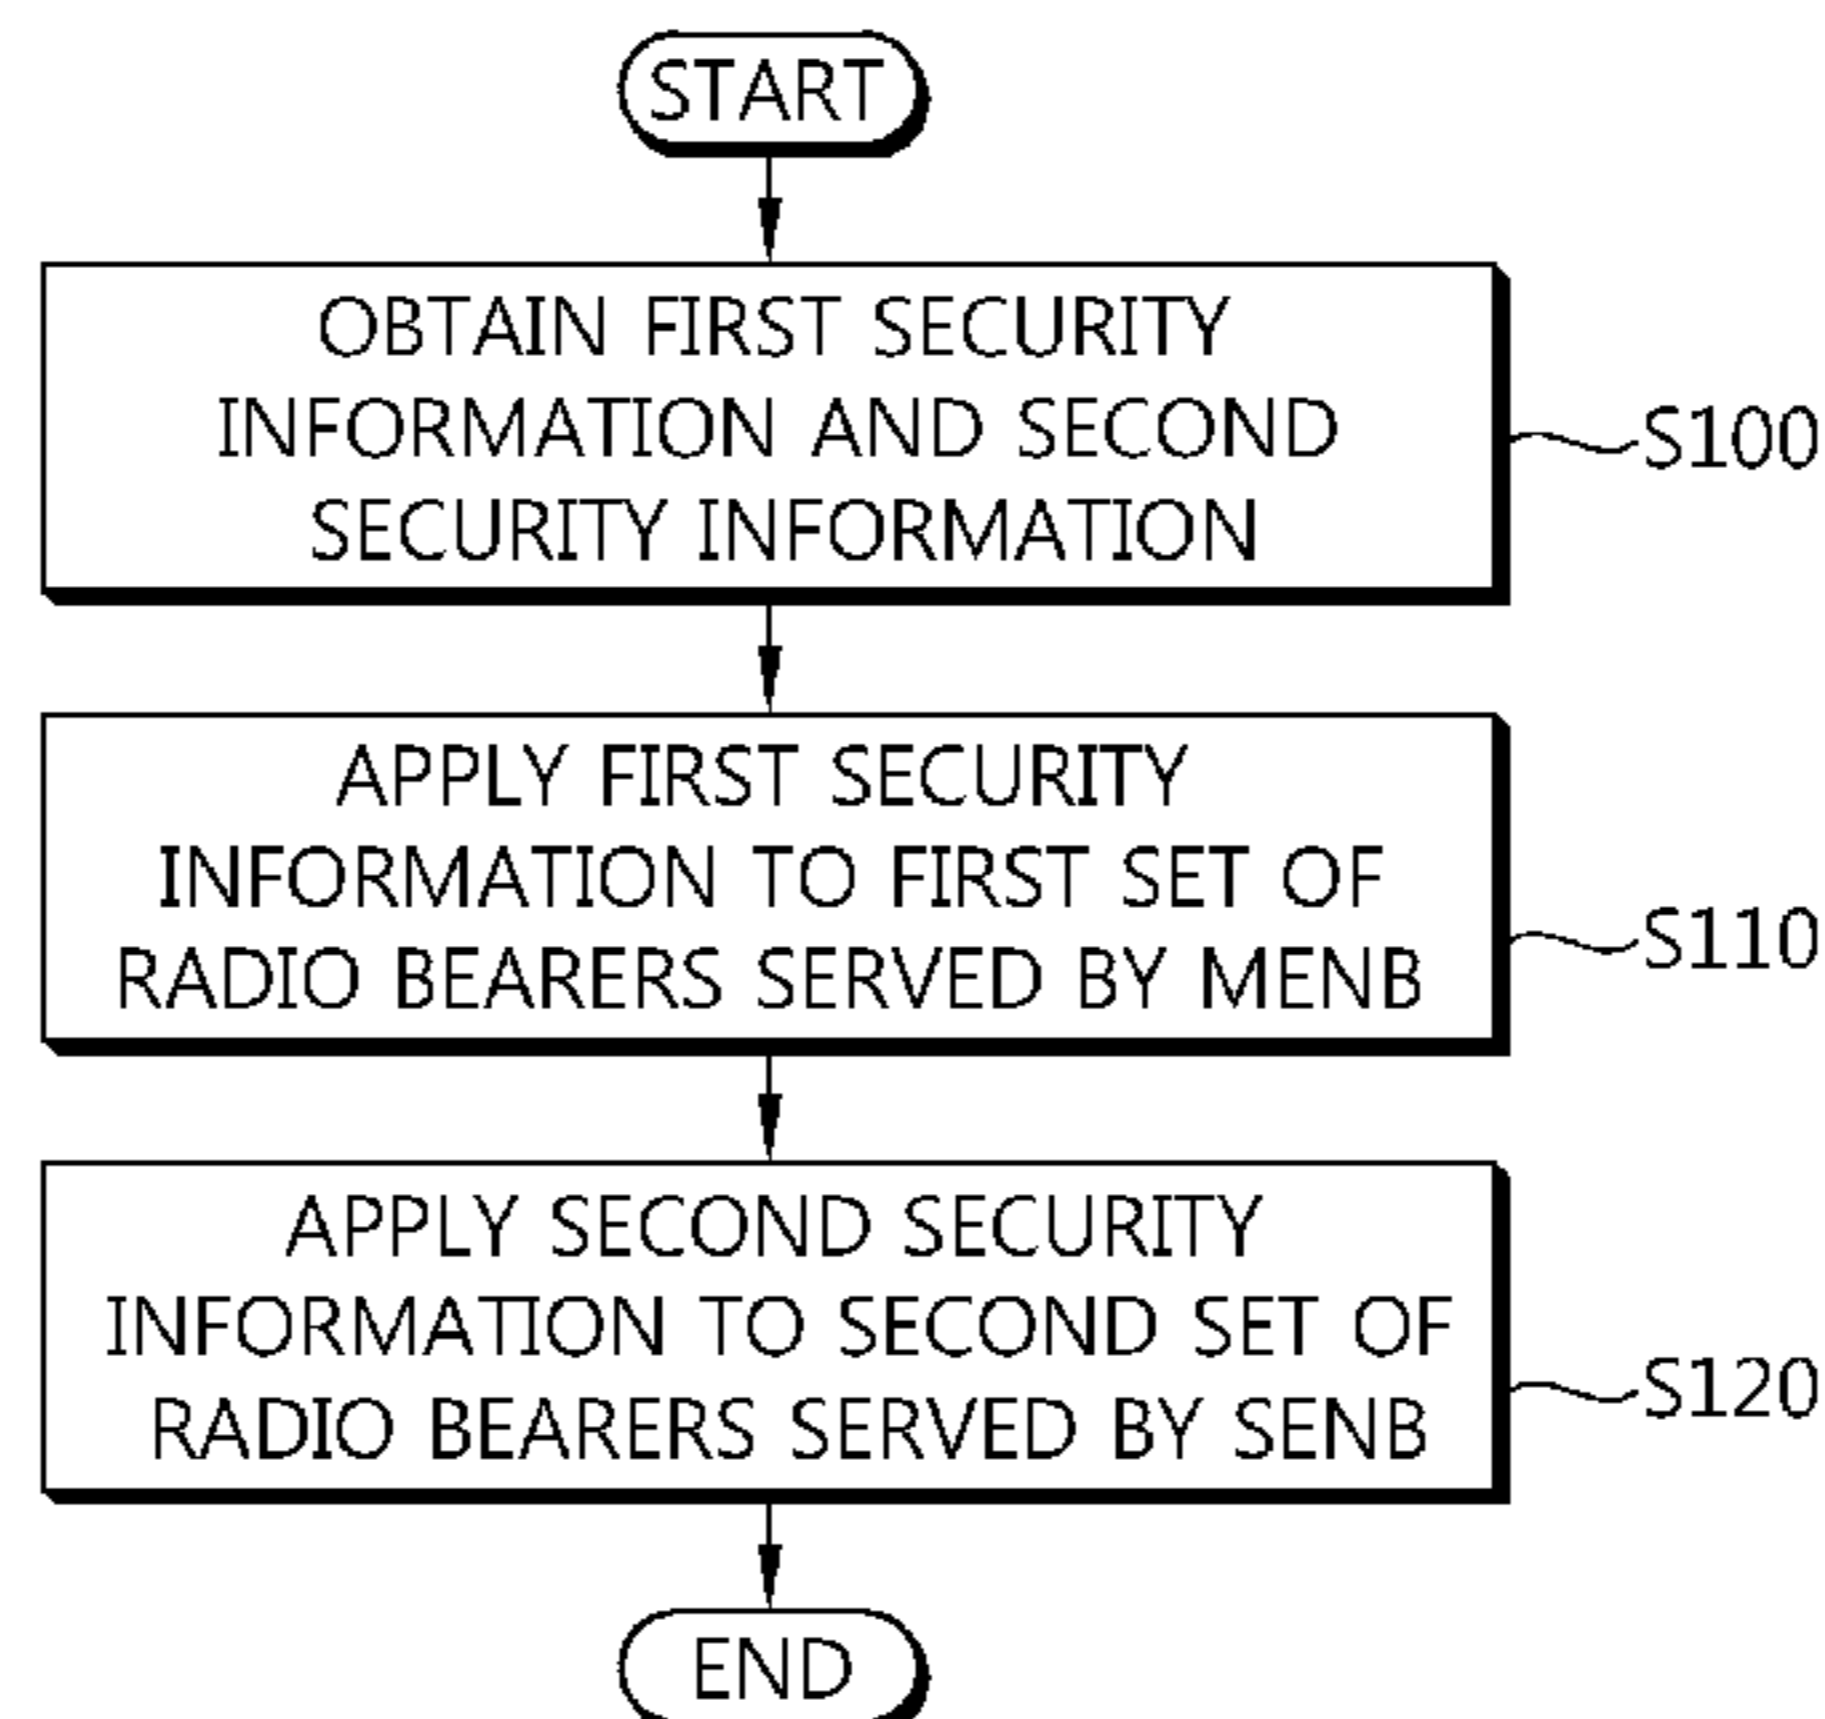 START
OBTAIN FIRST SECURITY
INFORMATION AND SECOND
SECURITY INFORMATION
S100
APPLY FIRST SECURITY
INFORMATION TO FIRST SET OF
RADIO BEARERS SERVED BY MENB
S110
APPLY SECOND SECURITY
INFORMATION TO SECOND SET OF
RADIO BEARERS SERVED BY SENB
S120
END